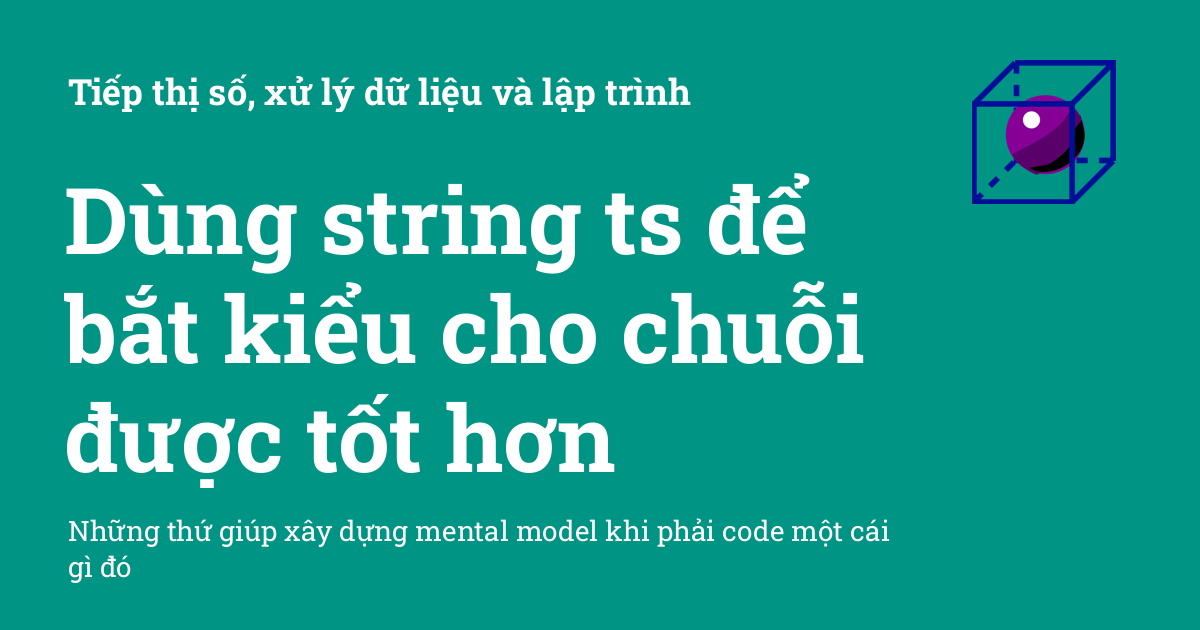 Tiếp thị số, xử lý dữ liệu và lập trình
Dùng string ts để
bắt kiểu cho chuỗi
được tốt hơn
Những thứ giúp xây dựng mental model khi phải code một cái
gì đó